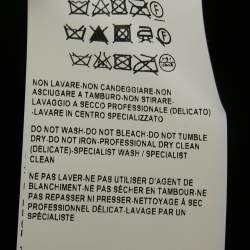 NON LAVARE-NON CANDEGGIARE-NON
ASCIUGARE A TAMBURO-NON STIRARE-
LAVAGGIO A SECCO PROFESSIONALE (DELICATO)
-LAVARE IN CENTRO SPECIALIZZATO
DO NOT WASH-DO NOT BLEACH-DO NOT TUMBLE
DRY-DO NOT IRON-PROFESSIONAL DRY CLEAN
(DELICATE)-SPECIALIST WASH / SPECIALIST
CLEAN
NE PAS LAVER-NE PAS UTILISER D'AGENT DE
BLANCHIMENT-NE PAS SÉCHER EN TAMBOUR-NE
PAS REPASSER NI PRESSER-NETTOYAGE À SEC
PROFESSIONNEL DÉLICAT-LAVAGE PAR UN
SPÉCIALISTE